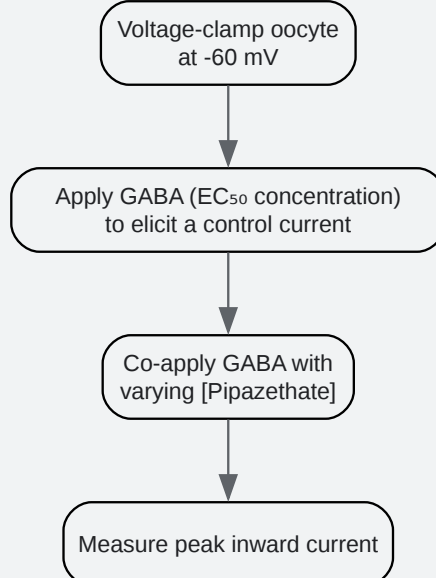 Voltage-clamp oocyte
at -60 mV
Apply GABA (EC₅₀ concentration)
to elicit a control current
Co-apply GABA with
varying [Pipazethate]
Measure peak inward current